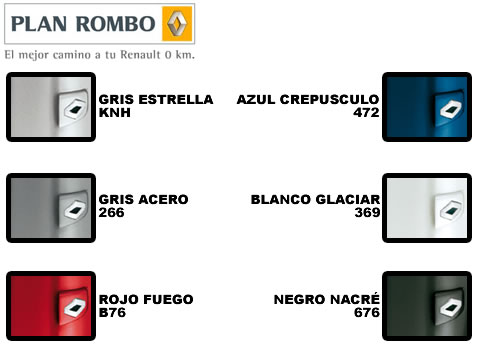 PLAN ROMBO
El mejor camino a tu Renault 0 km.
GRIS ESTRELLA
KNH
AZUL CREPUSCULO
472
GRIS ACERO
266
BLANCO GLACIAR
369
ROJO FUEGO
B76
NEGRO NACRÉ
676